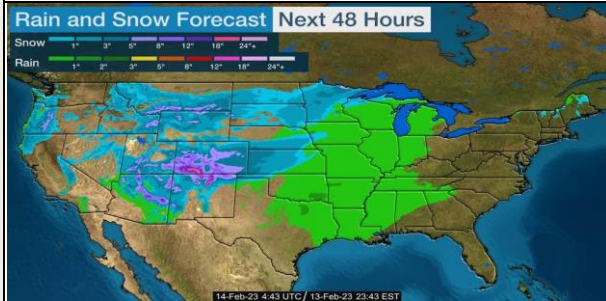 Rain and Snow Forecast Next 48 Hours
Snow
1" 3" 5" 8" 12" 18" 24"+
Rain
1" 2" 3" 5" 8" 12" 18" 24"+
14-Feb-23 4:43 UTC / 13-Feb-23 23:43 EST